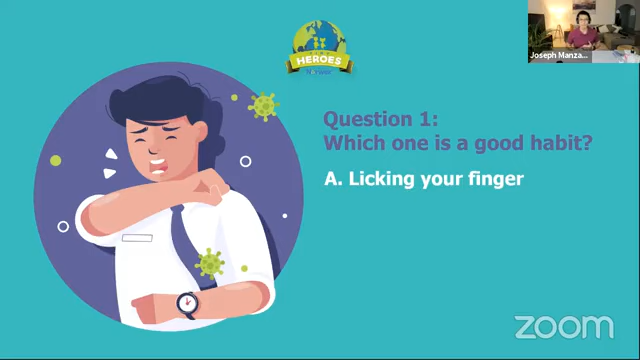 HEROES
Joseph Manza...
Question 1:
Which one is a good habit?
A. Licking your finger
zoom